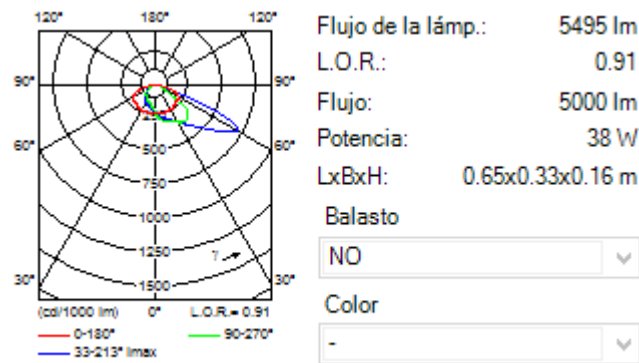 120° 180° 120°
90° 90°
60° 60°
250
500
750
1000
1250
1500
30° 30°
(cd/1000 lm) 0° L.O.R.= 0.91
0-180° 90-270°
33-213° Imax
Flujo de la lámp.: 5495 lm
L.O.R.: 0.91
Flujo: 5000 lm
Potencia: 38 W
LxBxH: 0.65x0.33x0.16 m
Balasto
NO
Color
-